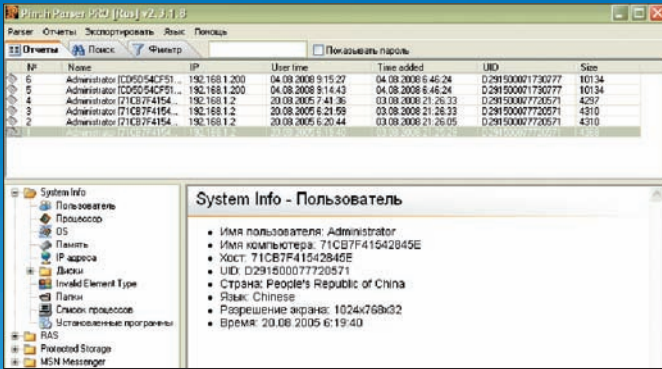 Pinch Parser PRO [Rus] v2.3.1.8
Parser Отчеты Экспортировать Язык Помощь
Отчеты Поиск Фильтр Показывать пароль
№ Name IP User time Time added UID Size
6 Administrator [CD5D54CF51... 192.168.1.200 04.08.2008 9:15:27 04.08.2008 6:46:24 D291500071730777 10134
5 Administrator [CD5D54CF51... 192.168.1.200 04.08.2008 9:14:43 04.08.2008 6:46:24 D291500071730777 10134
4 Administrator [71CB7F4154... 192.168.1.2 20.08.2005 7:41:36 03.08.2008 21:26:33 D291500077720571 4297
3 Administrator [71CB7F4154... 192.168.1.2 20.08.2005 6:21:59 03.08.2008 21:26:33 D291500077720571 4310
2 Administrator [71CB7F4154... 192.168.1.2 20.08.2005 6:20:44 03.08.2008 21:26:05 D291500077720571 4310
System Info
Пользователь
Процессор
OS
Память
IP адреса
Диски
Invalid Element Type
Папки
Список процессов
Установленные программы
RAS
Protected Storage
MSN Messenger
System Info - Пользователь
Имя пользователя: Administrator
Имя компьютера: 71CB7F41542845E
Хост: 71CB7F41542845E
UID: D291500077720571
Страна: People's Republic of China
Язык: Chinese
Разрешение экрана: 1024x768x32
Время: 20.08.2005 6:19:40